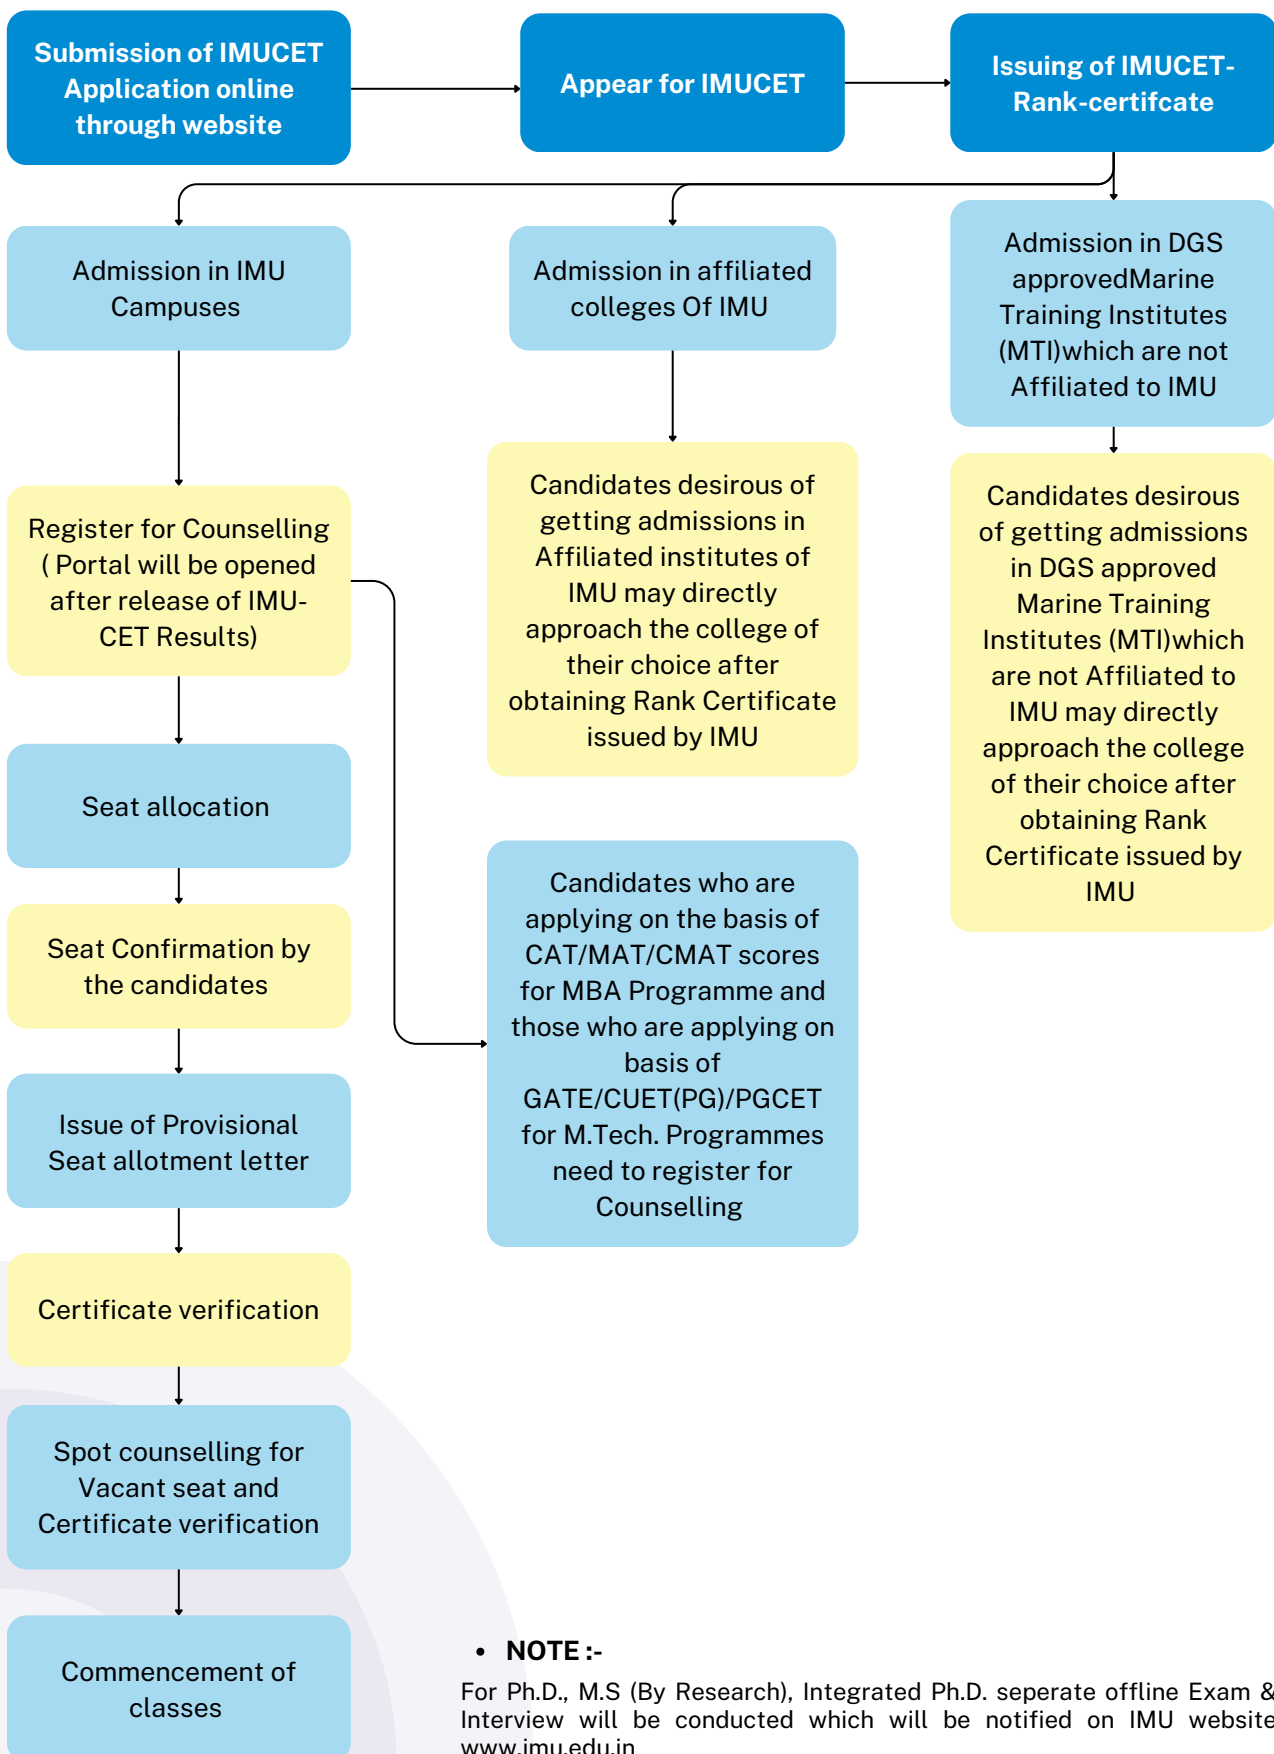 Submission of IMUCET
Application online
through website
Appear for IMUCET
Issuing of IMUCET-
Rank-certifcate
Admission in IMU
Campuses
Admission in affiliated
colleges Of IMU
Admission in DGS
approvedMarine
Training Institutes
(MTI)which are not
Affiliated to IMU
Register for Counselling
( Portal will be opened
after release of IMU-
CET Results)
Candidates desirous of
getting admissions in
Affiliated institutes of
IMU may directly
approach the college of
their choice after
obtaining Rank Certificate
issued by IMU
Candidates desirous
of getting admissions
in DGS approved
Marine Training
Institutes (MTI)which
are not Affiliated to
IMU may directly
approach the college
of their choice after
obtaining Rank
Certificate issued by
IMU
Seat allocation
Seat Confirmation by
the candidates
Candidates who are
applying on the basis of
CAT/MAT/CMAT scores
for MBA Programme and
those who are applying on
basis of
GATE/CUET(PG)/PGCET
for M.Tech. Programmes
need to register for
Counselling
Issue of Provisional
Seat allotment letter
Certificate verification
Spot counselling for
Vacant seat and
Certificate verification
Commencement of
classes
• NOTE :-
For Ph.D., M.S (By Research), Integrated Ph.D. seperate offline Exam &
Interview will be conducted which will be notified on IMU website
www.imu.edu.in